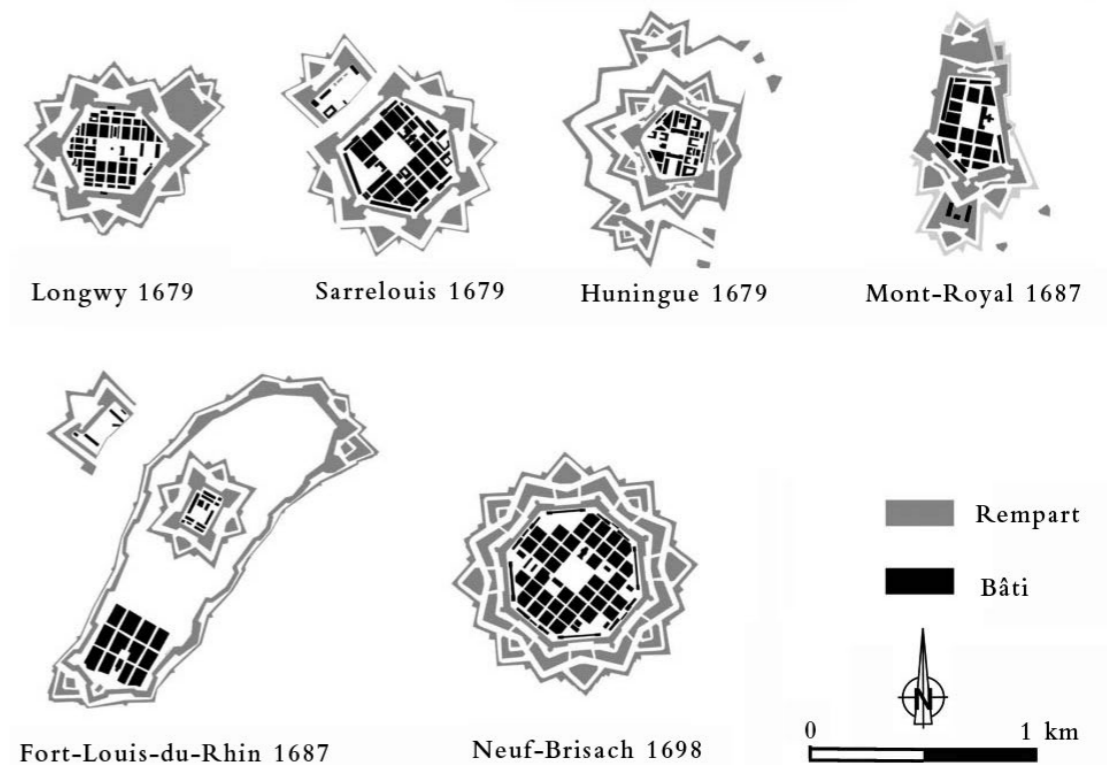 Longwy 1679
Sarrelouis 1679
Huningue 1679
Mont-Royal 1687
Rempart
Bâti
N
0 1 km
Fort-Louis-du-Rhin 1687
Neuf-Brisach 1698